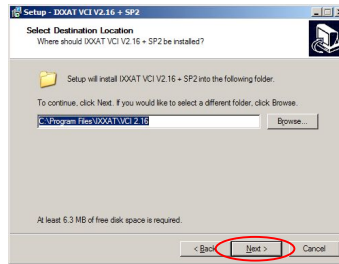 Setup - IXXAT VCI V2.16 + SP2
Select Destination Location
Where should IXXAT VCI V2.16 + SP2 be installed?
Setup will install IXXAT VCI V2.16 + SP2 into the following folder.
To continue, click Next. If you would like to select a different folder, click Browse.
C:\Program Files\IXXAT\VCI 2.16
Browse...
At least 6.3 MB of free disk space is required.
< Back
Next >
Cancel